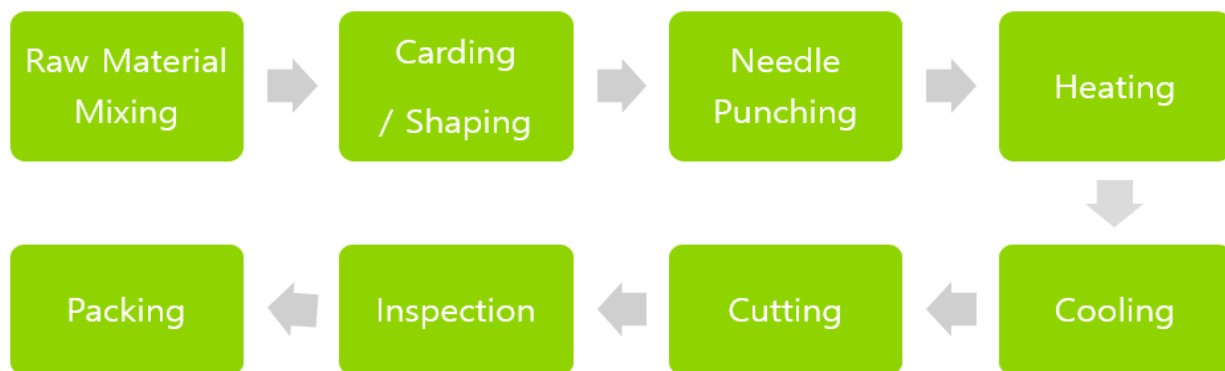 Raw Material
Mixing
Carding
/ Shaping
Needle
Punching
Heating
Cooling
Cutting
Inspection
Packing